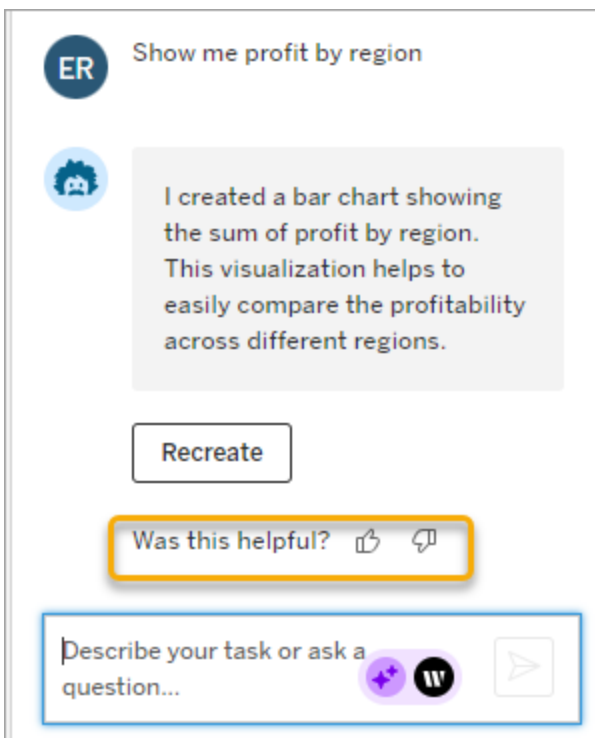 ER
Show me profit by region
I created a bar chart showing
the sum of profit by region.
This visualization helps to
easily compare the profitability
across different regions.
Recreate
Was this helpful?
Describe your task or ask a
question...
W